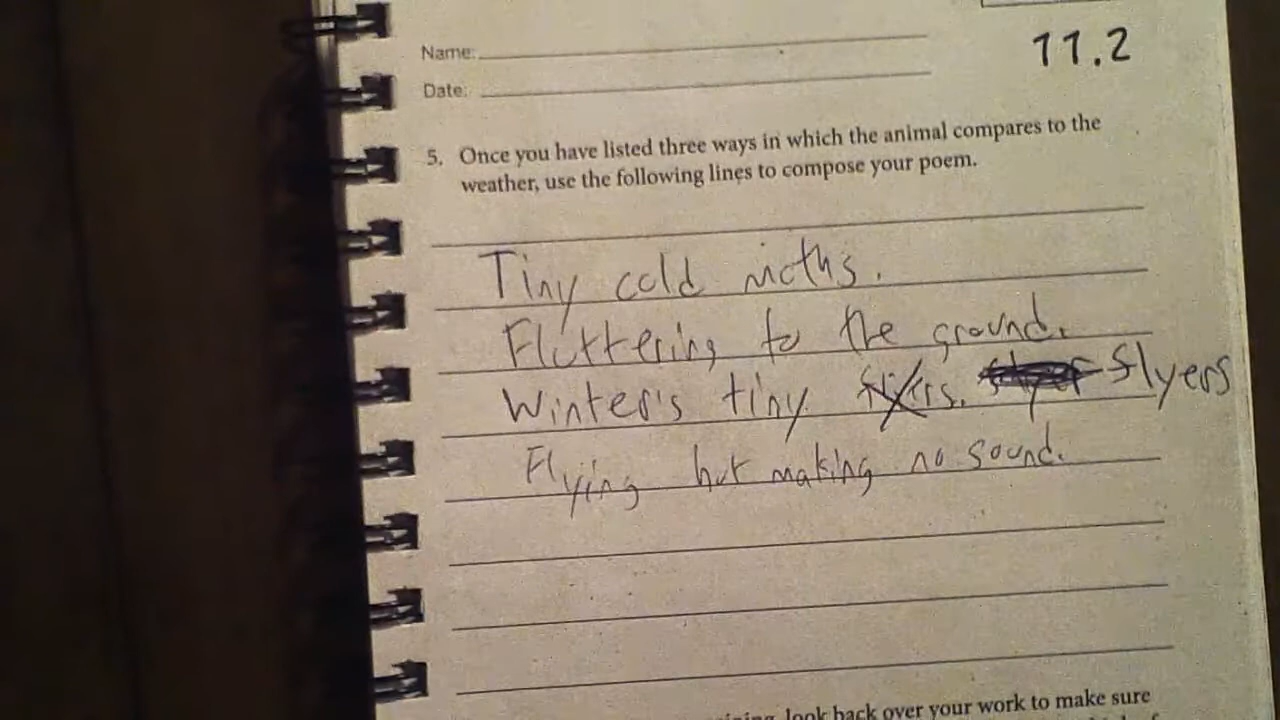 Name:
11.2
Date:
5. Once you have listed three ways in which the animal compares to the
weather, use the following lines to compose your poem.
Tiny cold moths.
Fluttering to the ground.
Winter's tiny flyers. flyers
Flying but making no sound.
look back over your work to make sure